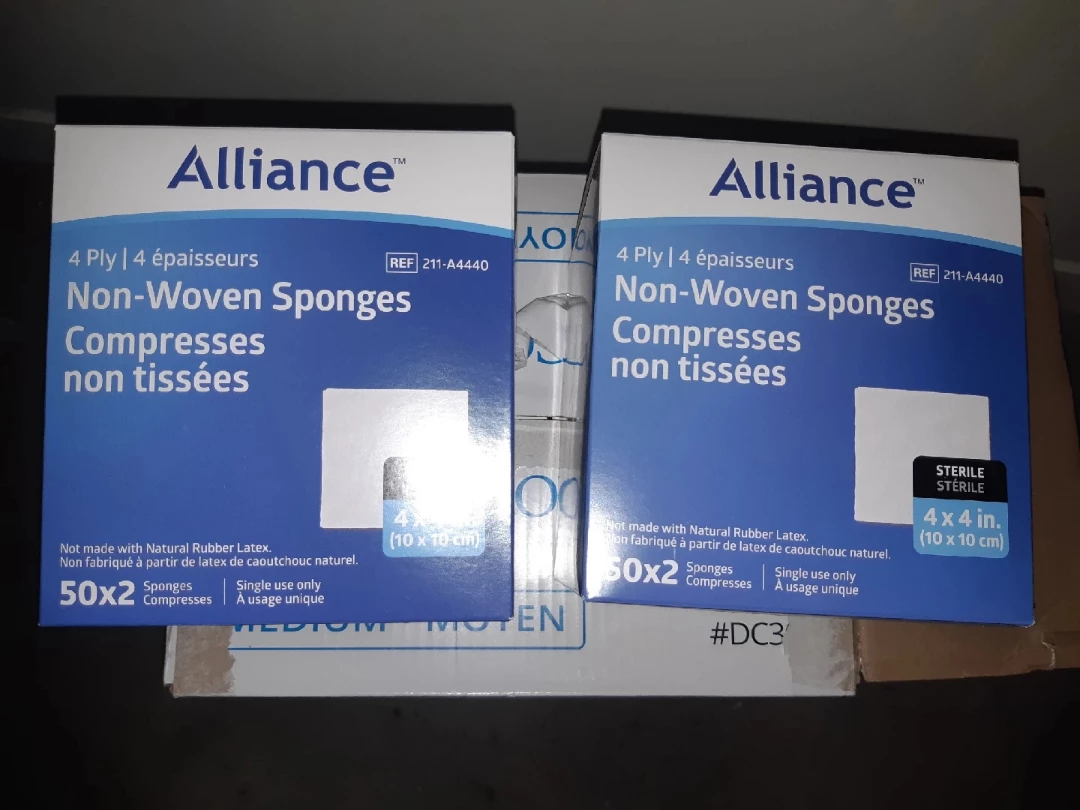 Alliance™
4 Ply | 4 épaisseurs
REF 211-A4440
Non-Woven Sponges
Compresses
non tissées
4 x
(10 x 10 cm)
Not made with Natural Rubber Latex.
Non fabriqué à partir de latex de caoutchouc naturel.
50x2 Sponges
Compresses
Single use only
À usage unique
Alliance™
4 Ply | 4 épaisseurs
REF 211-A4440
Non-Woven Sponges
Compresses
non tissées
STERILE
STÉRILE
4 x 4 in.
(10 x 10 cm)
Not made with Natural Rubber Latex.
Non fabriqué à partir de latex de caoutchouc naturel.
50x2 Sponges
Compresses
Single use only
À usage unique
MEDIUM - MOYEN
#DC3